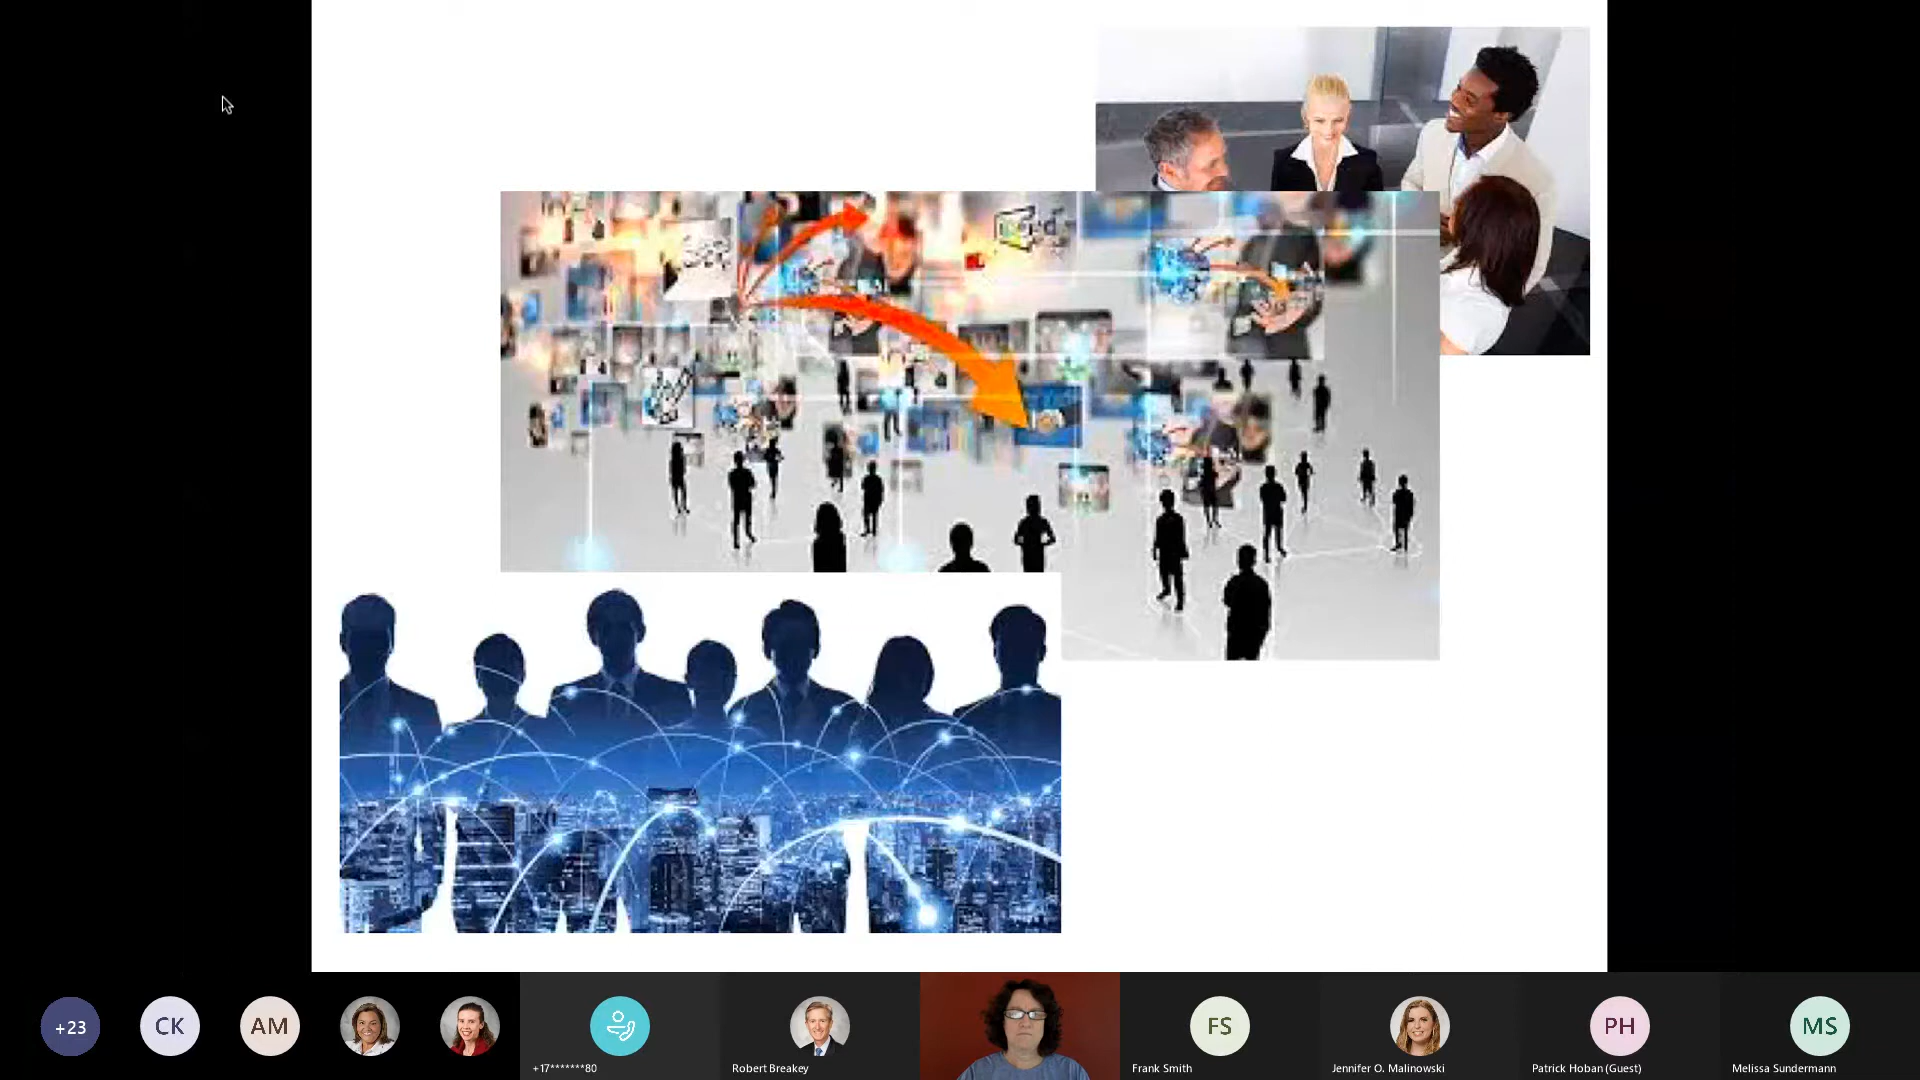 +23
CK
AM
+17*******80
Robert Breakey
FS
Frank Smith
Jennifer O. Malinowski
PH
Patrick Hoban (Guest)
MS
Melissa Sundermann